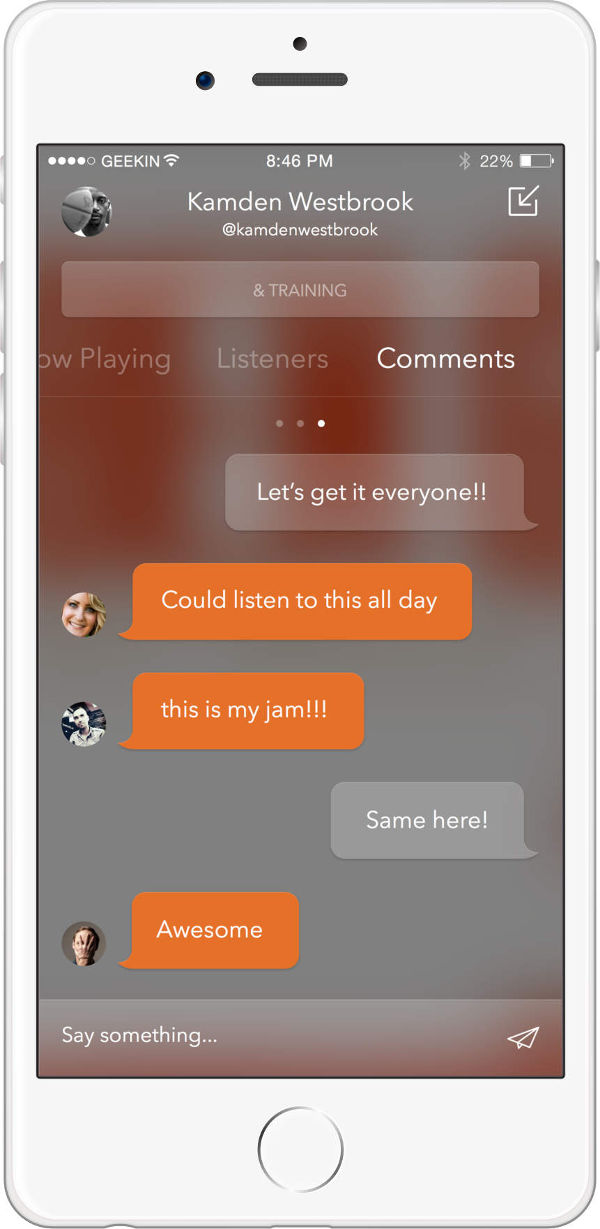 GEEKIN 8:46 PM 22%
Kamden Westbrook
@kamdenwestbrook
& TRAINING
ow Playing Listeners Comments
Let’s get it everyone!!
Could listen to this all day
this is my jam!!!
Same here!
Awesome
Say something...